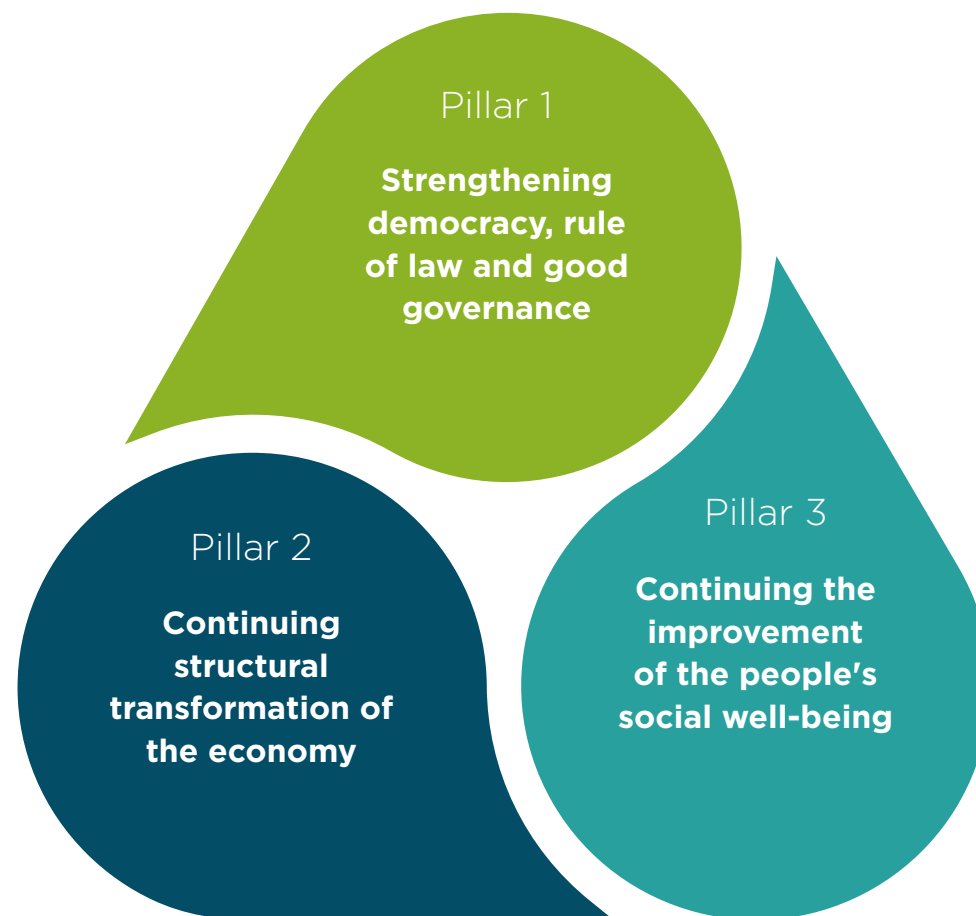 Pillar 1
Strengthening
democracy, rule
of law and good
governance
Pillar 2
Continuing
structural
transformation of
the economy
Pillar 3
Continuing the
improvement
of the people's
social well-being